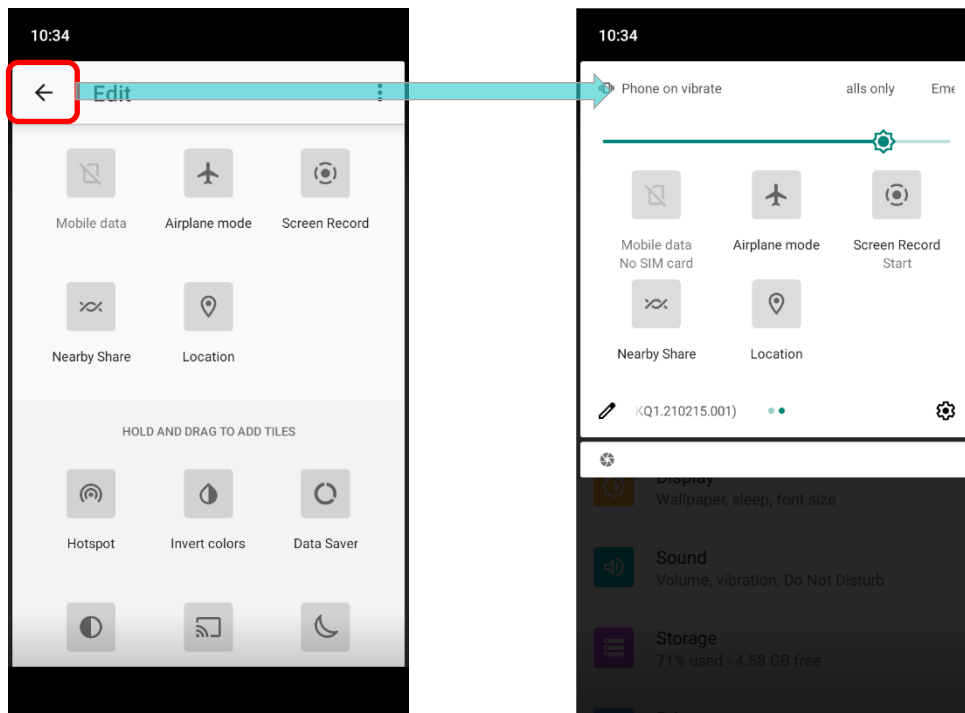 10:34
Edit
Mobile data
Airplane mode
Screen Record
Nearby Share
Location
HOLD AND DRAG TO ADD TILES
Hotspot
Invert colors
Data Saver
10:34
Phone on vibrate
alls only
Eme
Mobile data
No SIM card
Airplane mode
Screen Record
Start
Nearby Share
Location
KQ1.210215.001)
Display
Wallpaper, sleep, font size
Sound
Volume, vibration, Do Not Disturb
Storage
71% used - 4.58 GB free